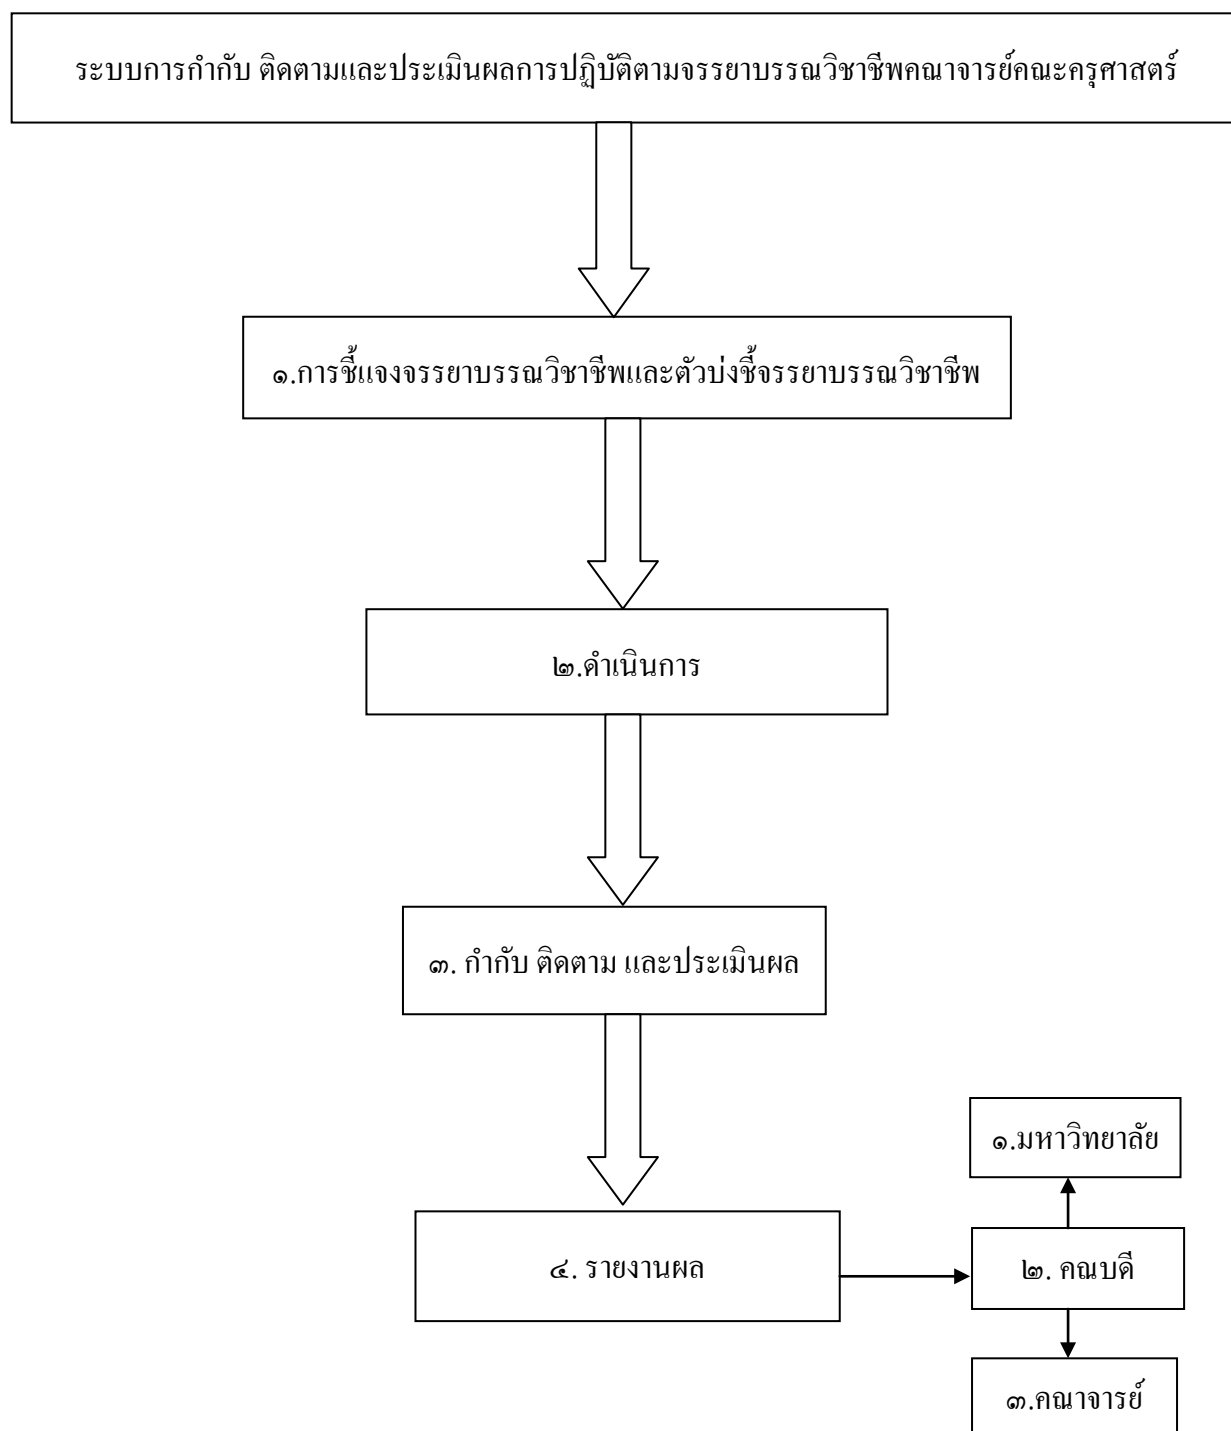 ระบบการกำกับ ติดตามและประเมินผลการปฏิบัติตามจรรยาบรรณวิชาชีพคณาจารย์คณะครุศาสตร์
๑.การชี้แจงจรรยาบรรณวิชาชีพและตัวบ่งชี้จรรยาบรรณวิชาชีพ
๒.ดำเนินการ
๓. กำกับ ติดตาม และประเมินผล
๑.มหาวิทยาลัย
๔. รายงานผล
๒. คณบดี
๓.คณาจารย์